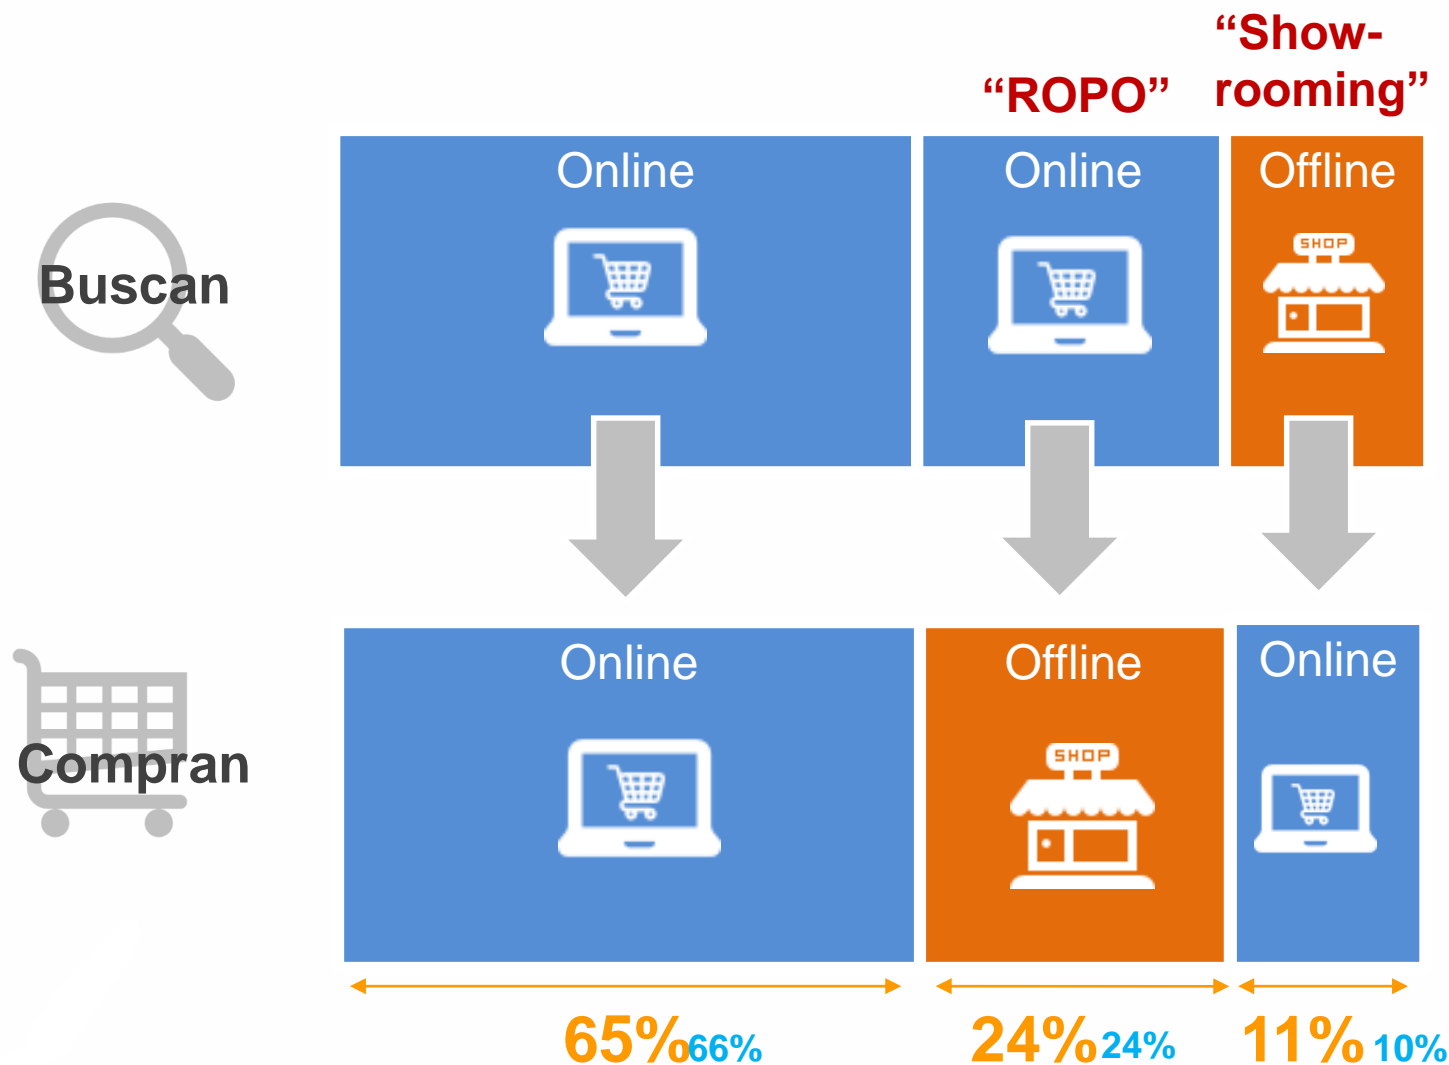 “Show-
rooming”
“ROPO”
Online
Online
Offline
SHOP
Buscan
Online
Offline
Online
SHOP
Compran
65% 66%
24% 24%
11% 10%